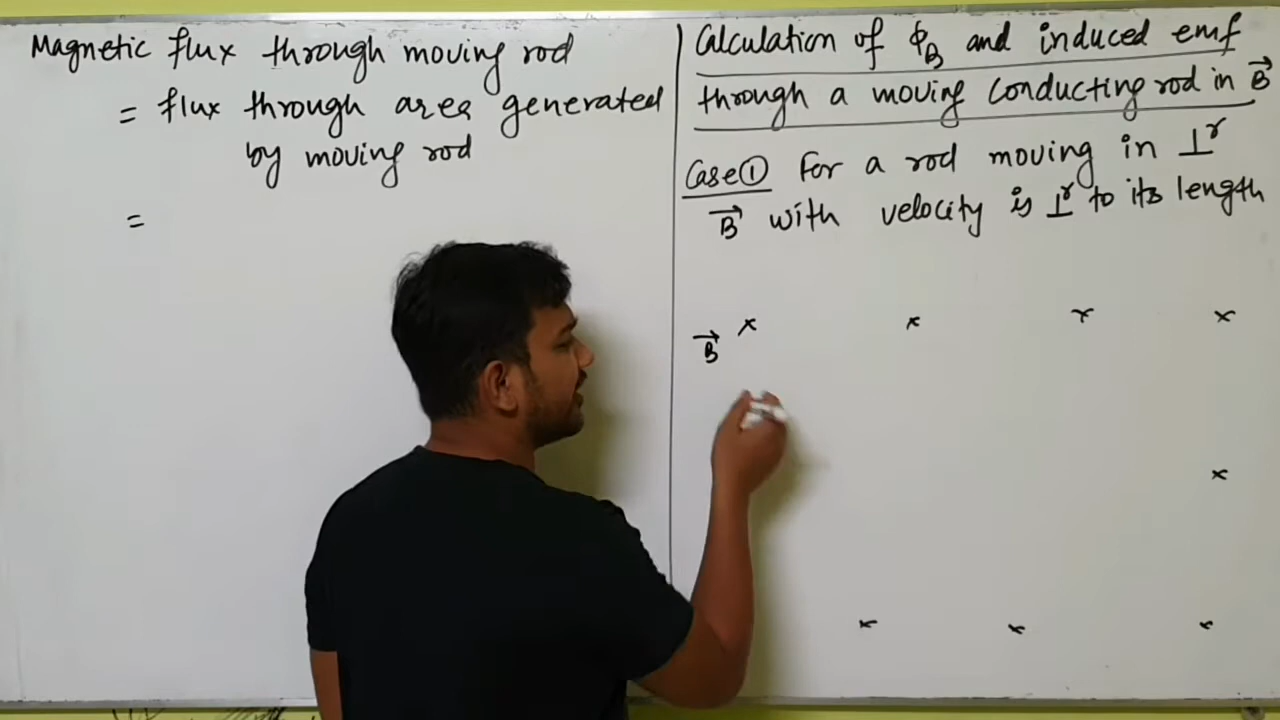 Magnetic flux through moving rod
= flux through area generated
by moving rod
=
Calculation of ϕ_B and induced emf
through a moving conducting rod in B⃗
Case① For a rod moving in ⊥ʳ
B⃗ with velocity is ⊥ʳ to its length
× × × ×
B⃗
×
× × ×